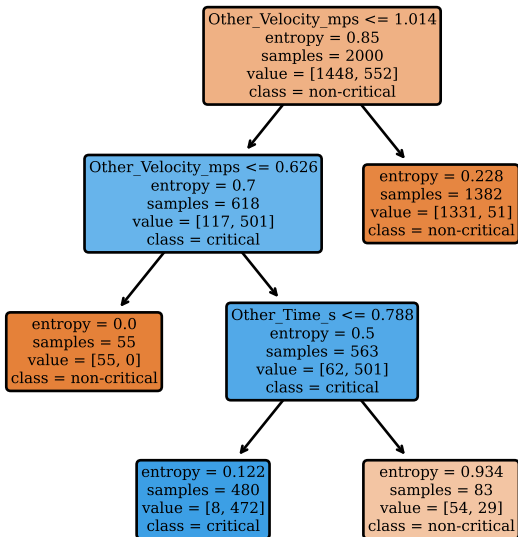 Other_Velocity_mps <= 1.014
entropy = 0.85
samples = 2000
value = [1448, 552]
class = non-critical
Other_Velocity_mps <= 0.626
entropy = 0.7
samples = 618
value = [117, 501]
class = critical
entropy = 0.228
samples = 1382
value = [1331, 51]
class = non-critical
entropy = 0.0
samples = 55
value = [55, 0]
class = non-critical
Other_Time_s <= 0.788
entropy = 0.5
samples = 563
value = [62, 501]
class = critical
entropy = 0.122
samples = 480
value = [8, 472]
class = critical
entropy = 0.934
samples = 83
value = [54, 29]
class = non-critical